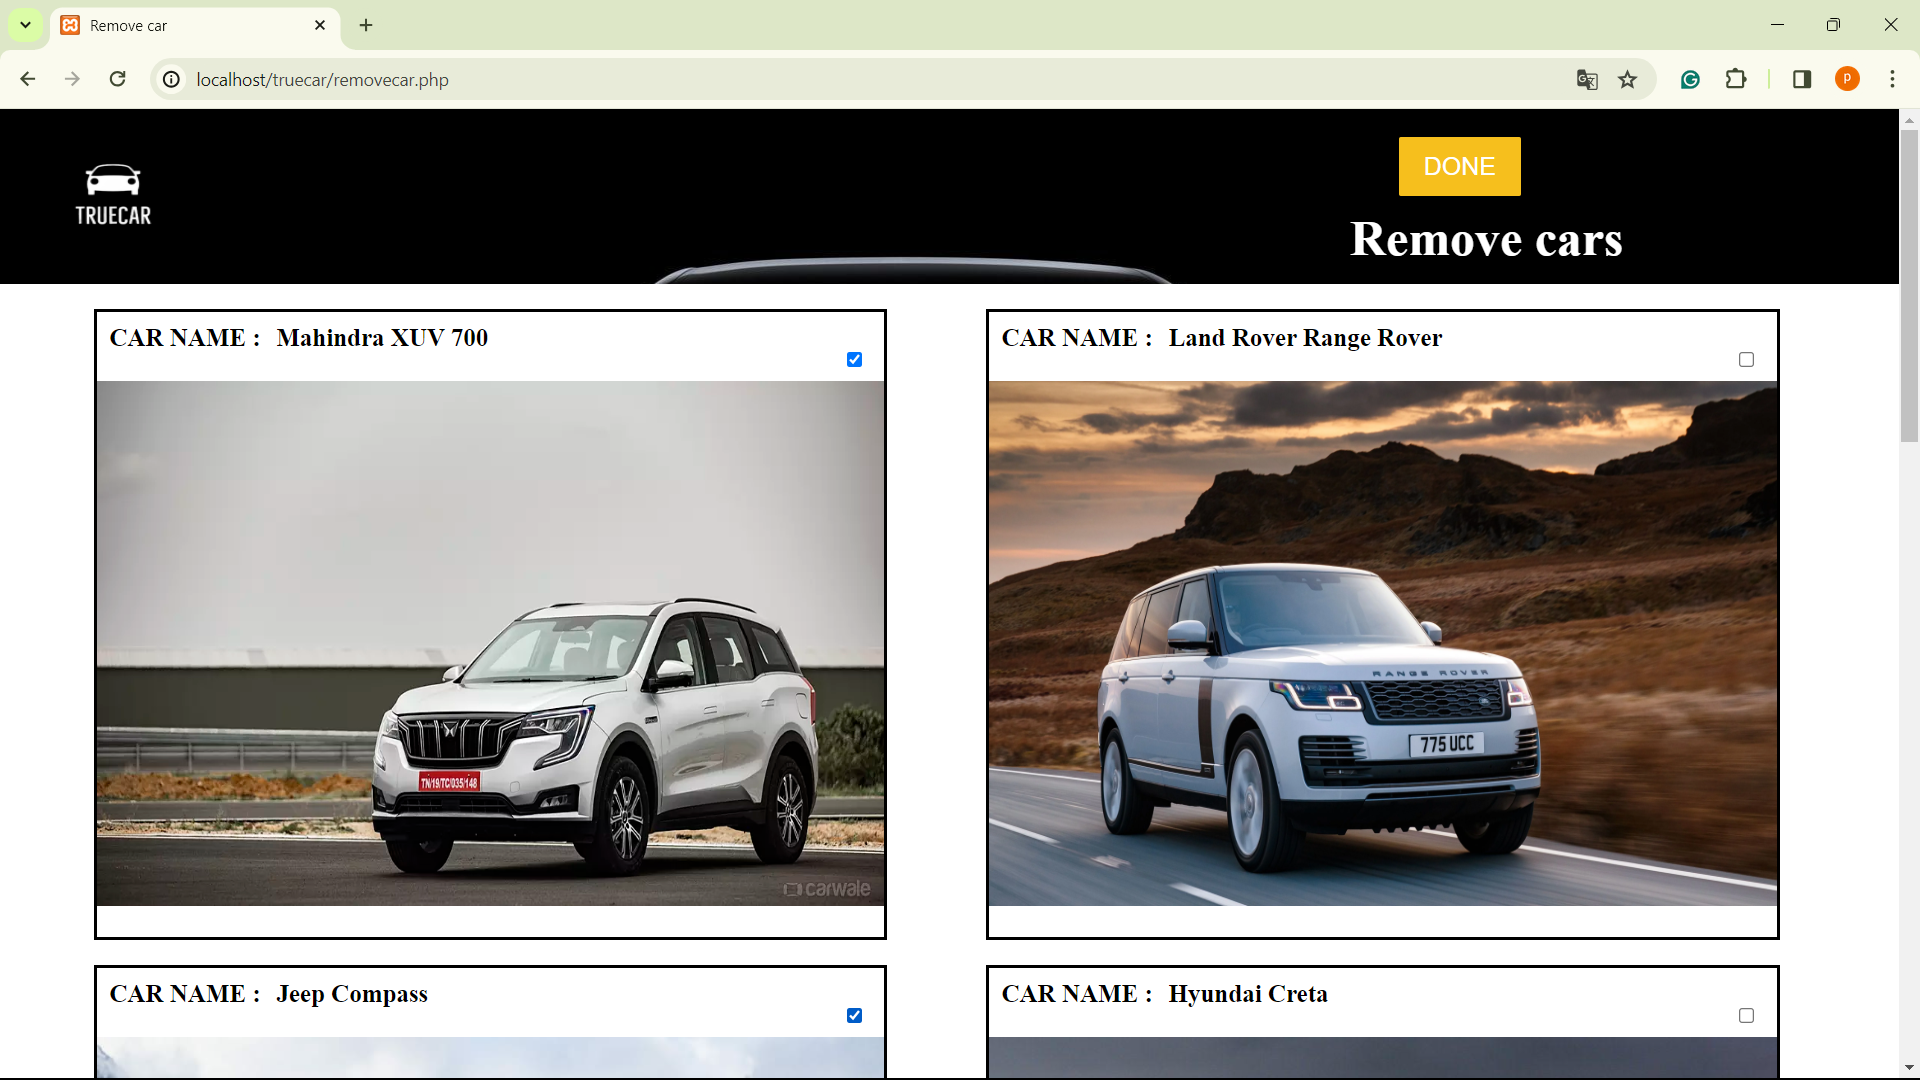 Remove car
localhost/truecar/removecar.php
P
DONE
TRUECAR
Remove cars
CAR NAME : Mahindra XUV 700
CAR NAME : Land Rover Range Rover
RANGE ROVER
775 UCC
TN19TC035148
carwale
CAR NAME : Jeep Compass
CAR NAME : Hyundai Creta